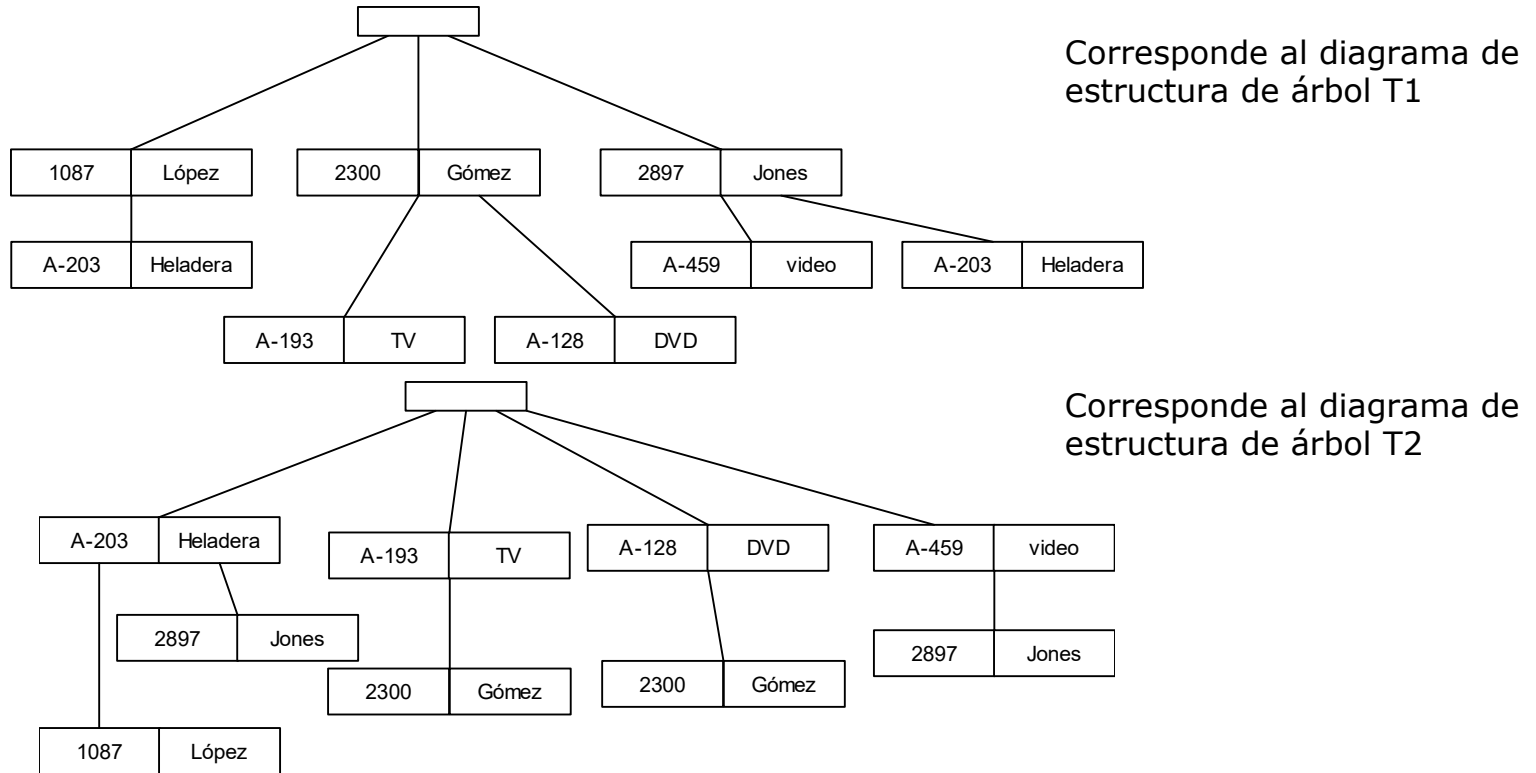 Corresponde al diagrama de
estructura de árbol T1
1087 López
2300 Gómez
2897 Jones
A-203 Heladera
A-459 video
A-203 Heladera
A-193 TV
A-128 DVD
Corresponde al diagrama de
estructura de árbol T2
A-203 Heladera
A-193 TV
A-128 DVD
A-459 video
2897 Jones
2300 Gómez
2300 Gómez
2897 Jones
1087 López